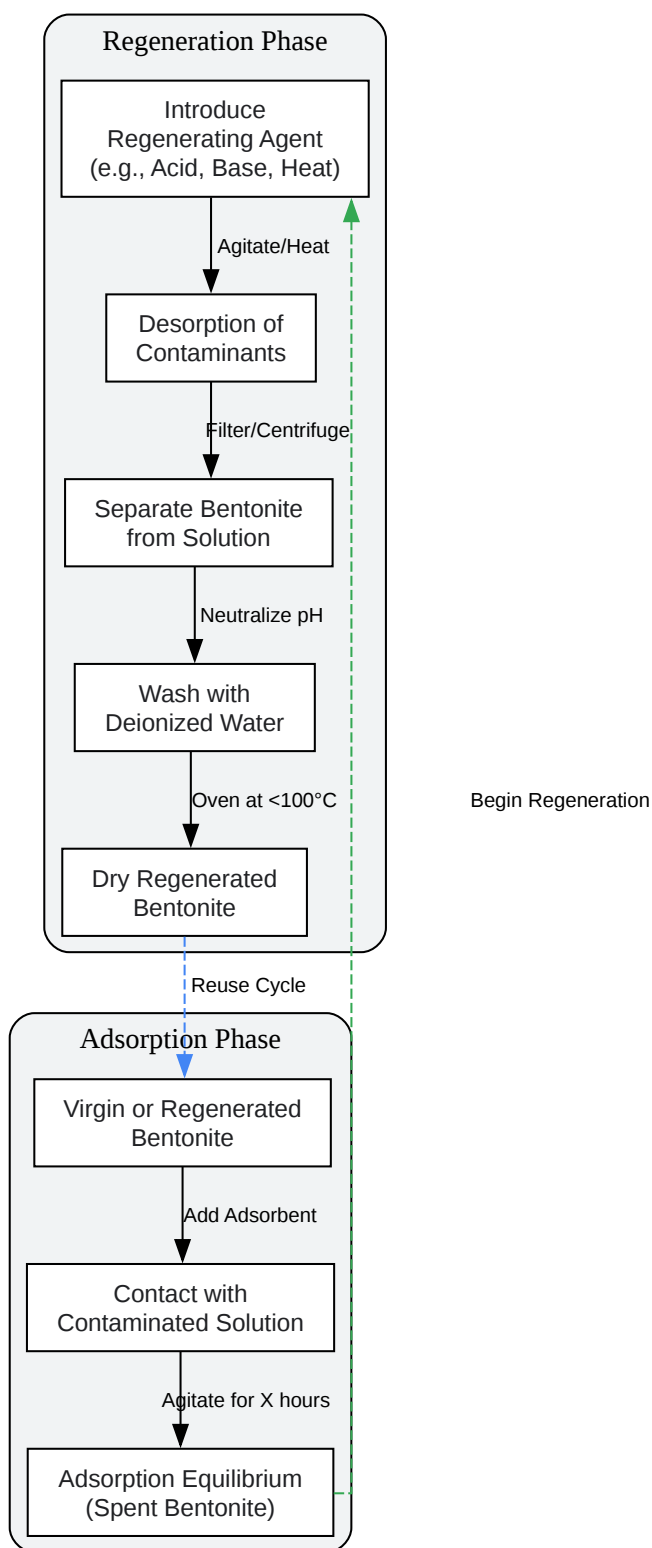 Regeneration Phase
Introduce
Regenerating Agent
(e.g., Acid, Base, Heat)
Agitate/Heat
Desorption of
Contaminants
Filter/Centrifuge
Separate Bentonite
from Solution
Neutralize pH
Wash with
Deionized Water
Oven at <100°C
Begin Regeneration
Dry Regenerated
Bentonite
Reuse Cycle
Adsorption Phase
Virgin or Regenerated
Bentonite
Add Adsorbent
Contact with
Contaminated Solution
Agitate for X hours
Adsorption Equilibrium
(Spent Bentonite)